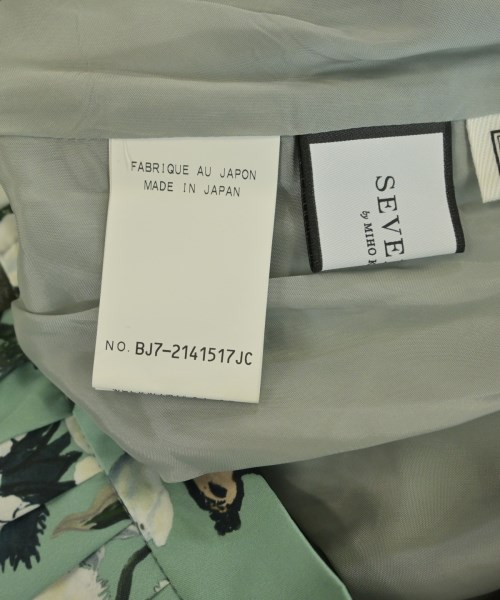 FABRIQUE AU JAPON
MADE IN JAPAN
NO. BJ7-2141517JC
SEVE
by MIHO